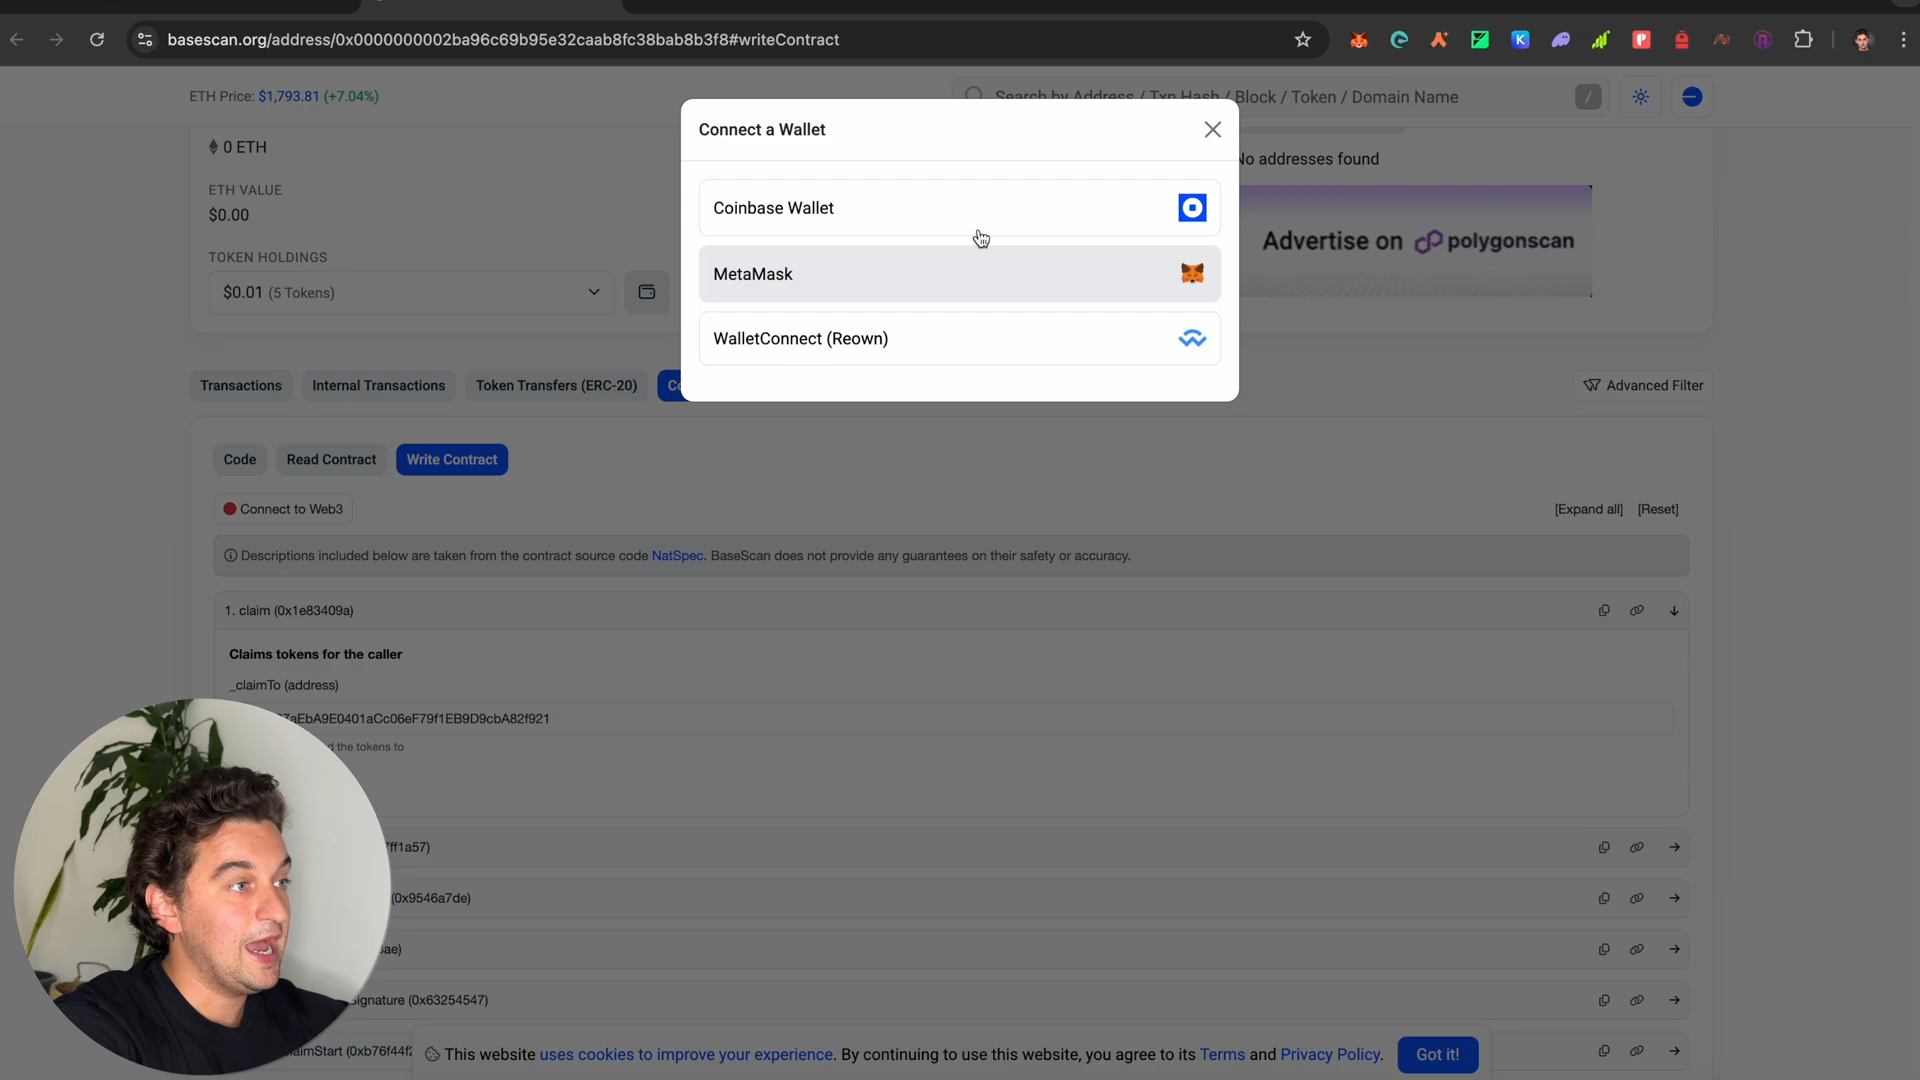 basescan.org/address/0x0000000002ba96c69b95e32caab8fc38bab8b3f8#writeContract
ETH Price: $1,793.81 (+7.04%)
Search by Address / Txn Hash / Block / Token / Domain Name
/
Connect a Wallet
Coinbase Wallet
MetaMask
WalletConnect (Reown)
0 ETH
ETH VALUE
$0.00
TOKEN HOLDINGS
$0.01 (5 Tokens)
No addresses found
Advertise on polygonscan
Transactions
Internal Transactions
Token Transfers (ERC-20)
Advanced Filter
Code
Read Contract
Write Contract
Connect to Web3
[Expand all] [Reset]
Descriptions included below are taken from the contract source code NatSpec. BaseScan does not provide any guarantees on their safety or accuracy.
1. claim (0x1e83409a)
Claims tokens for the caller
_claimTo (address)
7aEbA9E0401aCc06eF79f1EB9D9cbA82f921
the tokens to
7ff1a57)
(0x9546a7de)
ae)
ignature (0x63254547)
aimStart (0xb76f44f2
This website uses cookies to improve your experience. By continuing to use this website, you agree to its Terms and Privacy Policy.
Got it!